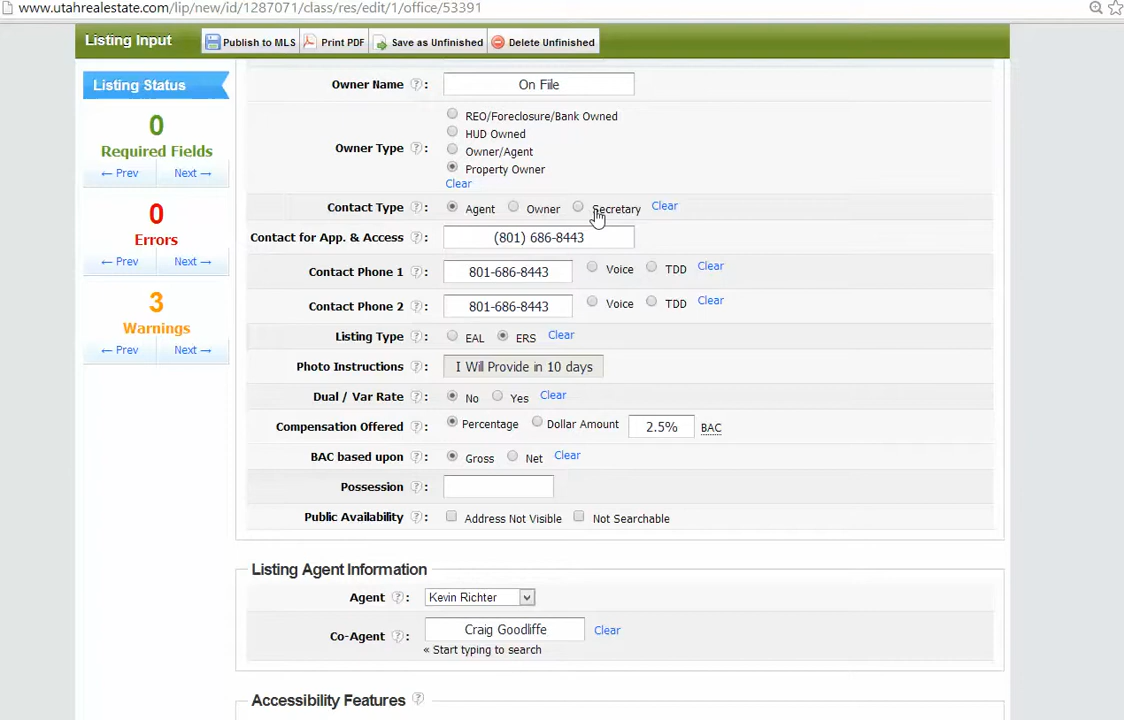 www.utahrealestate.com/lip/new/id/1287071/class/res/edit/1/office/53391
Listing Input
Publish to MLS
Print PDF
Save as Unfinished
Delete Unfinished
Listing Status
0
Required Fields
← Prev
Next →
0
Errors
← Prev
Next →
3
Warnings
← Prev
Next →
Owner Name ? : On File
Owner Type ? :
REO/Foreclosure/Bank Owned
HUD Owned
Owner/Agent
Property Owner
Clear
Contact Type ? : Agent Owner Secretary Clear
Contact for App. & Access ? : (801) 686-8443
Contact Phone 1 ? : 801-686-8443 Voice TDD Clear
Contact Phone 2 ? : 801-686-8443 Voice TDD Clear
Listing Type ? : EAL ERS Clear
Photo Instructions ? : I Will Provide in 10 days
Dual / Var Rate ? : No Yes Clear
Compensation Offered ? : Percentage Dollar Amount 2.5% BAC
BAC based upon ? : Gross Net Clear
Possession ? :
Public Availability ? : Address Not Visible Not Searchable
Listing Agent Information
Agent ? : Kevin Richter
Co-Agent ? : Craig Goodliffe Clear
« Start typing to search
Accessibility Features ?